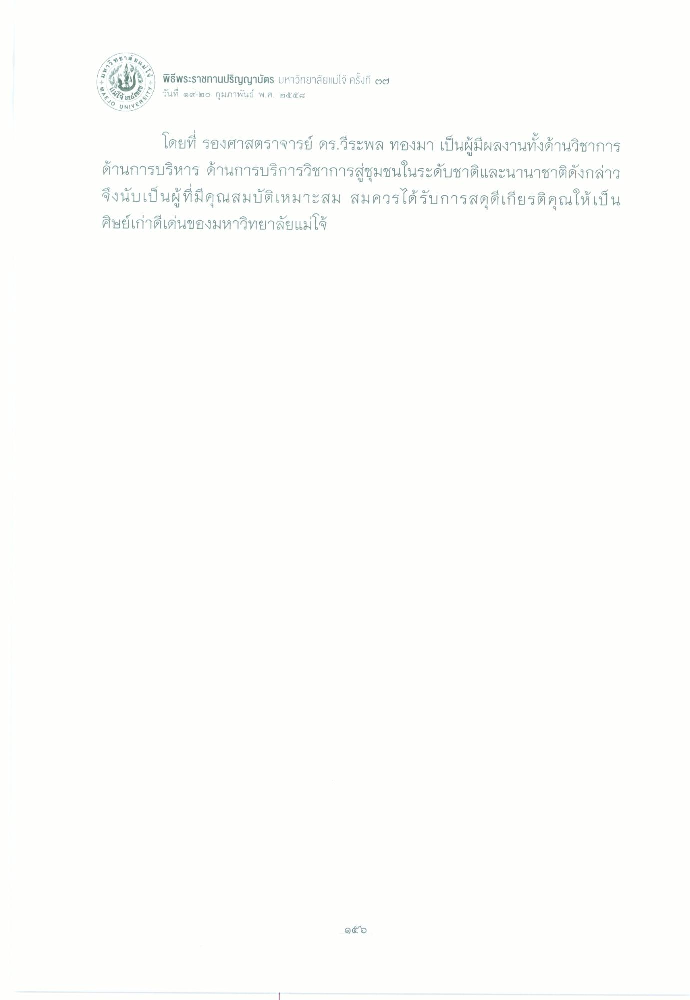 มหาวิทยาลัยแม่โจ้
แม่โจ้ ๒๔๗๗
MAEJO UNIVERSITY
พิธีพระราชทานปริญญาบัตร มหาวิทยาลัยแม่โจ้ ครั้งที่ ๓๗
วันที่ ๑๙-๒๐ กุมภาพันธ์ พ.ศ. ๒๕๕๘
โดยที่ รองศาสตราจารย์ ดร.วีระพล ทองมา เป็นผู้มีผลงานทั้งด้านวิชาการ
ด้านการบริหาร ด้านการบริการวิชาการสู่ชุมชนในระดับชาติและนานาชาติดังกล่าว
จึงนับเป็นผู้ที่มีคุณสมบัติเหมาะสม สมควรได้รับการสดุดีเกียรติคุณให้เป็น
ศิษย์เก่าดีเด่นของมหาวิทยาลัยแม่โจ้
๑๕๖